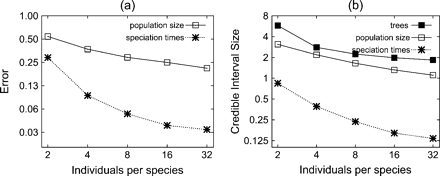 (a)
population size
speciation times
1.00
0.50
0.25
0.13
0.06
0.03
Error
2 4 8 16 32
Individuals per species
(b)
trees
population size
speciation times
8
4
2
1
0.5
0.25
0.125
Credible Interval Size
2 4 8 16 32
Individuals per species